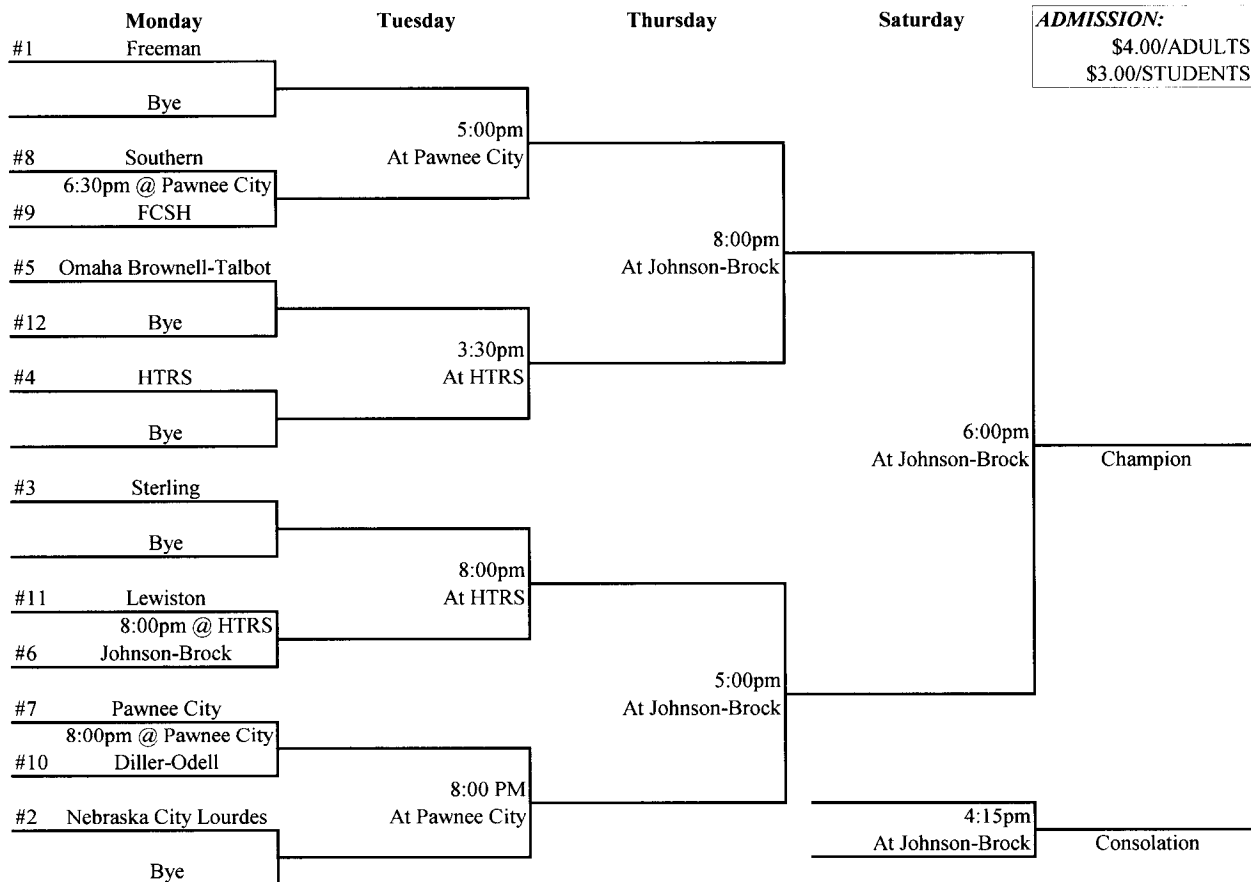 Monday Tuesday Thursday Saturday
ADMISSION:
$4.00/ADULTS
$3.00/STUDENTS
#1 Freeman
Bye
5:00pm
At Pawnee City
#8 Southern
6:30pm @ Pawnee City
#9 FCSH
8:00pm
At Johnson-Brock
#5 Omaha Brownell-Talbot
#12 Bye
3:30pm
At HTRS
#4 HTRS
Bye
6:00pm
At Johnson-Brock
Champion
#3 Sterling
Bye
8:00pm
At HTRS
#11 Lewiston
8:00pm @ HTRS
#6 Johnson-Brock
5:00pm
At Johnson-Brock
#7 Pawnee City
8:00pm @ Pawnee City
#10 Diller-Odell
8:00 PM
At Pawnee City
#2 Nebraska City Lourdes
Bye
4:15pm
At Johnson-Brock
Consolation